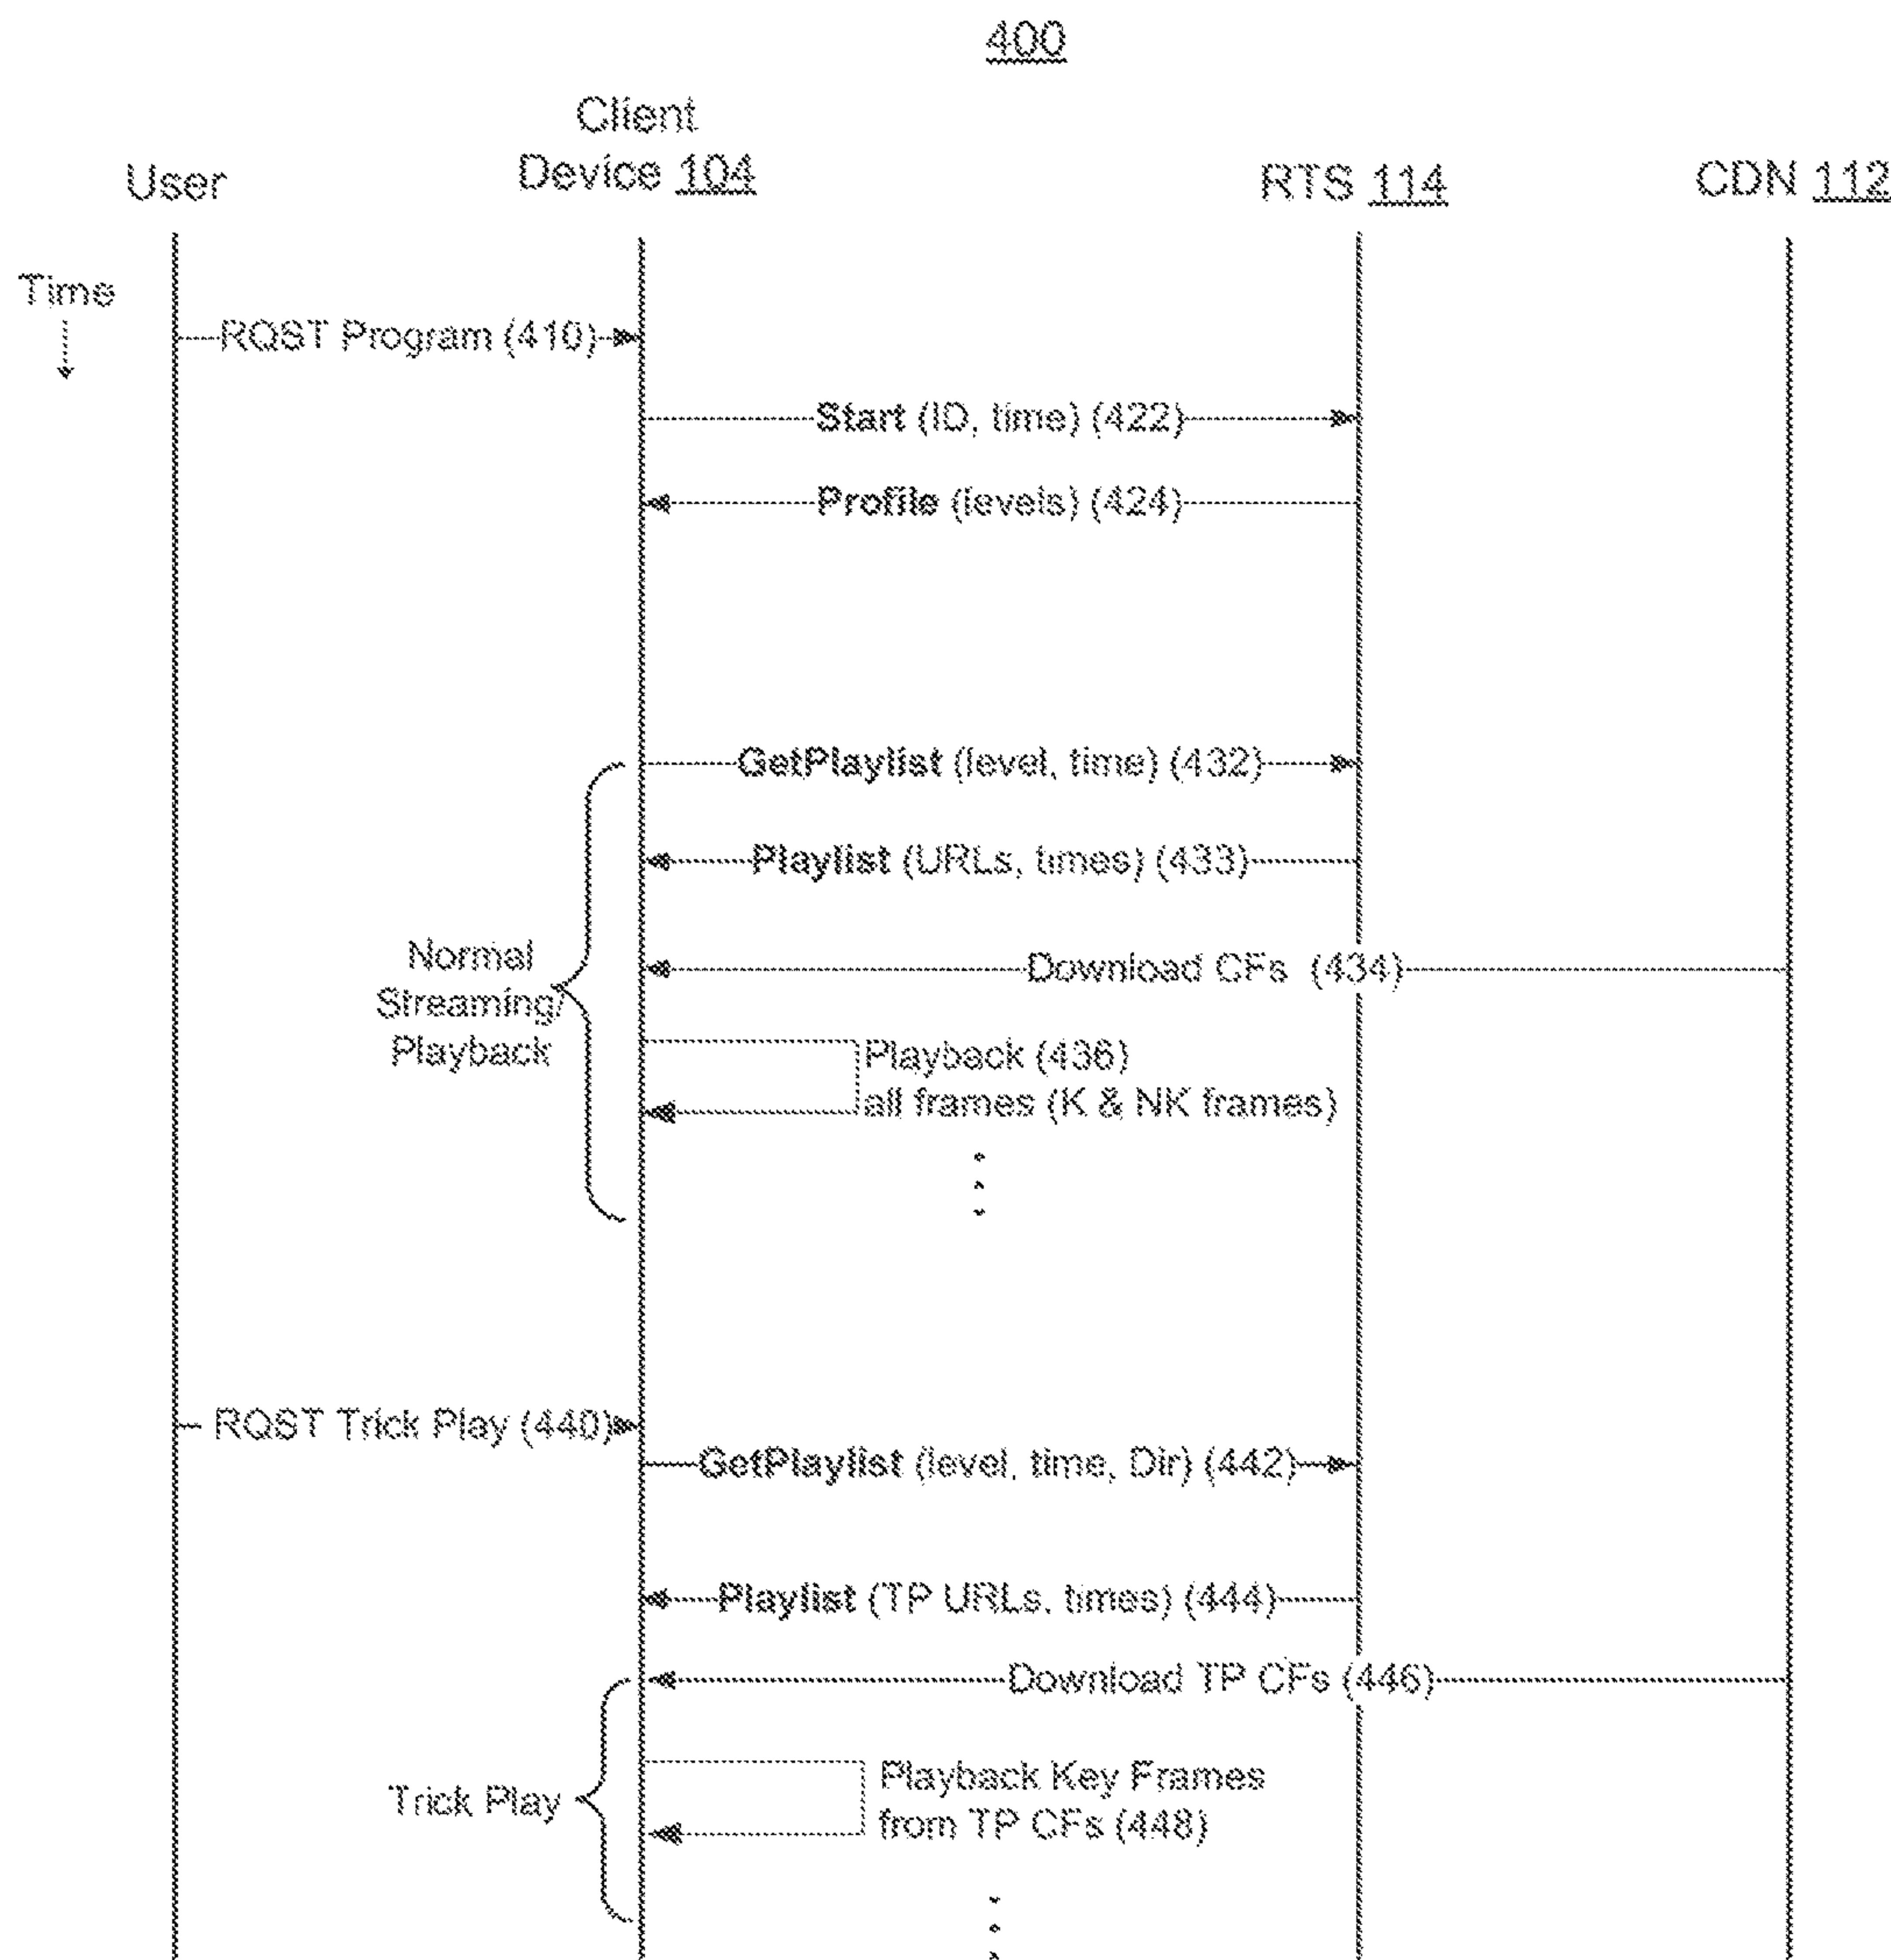 400
User
Client
Device 104
RTS 114
CDN 112
Time
RQST Program (410)
Start (ID, time) (422)
Profile (levels) (424)
GetPlaylist (level, time) (432)
Playlist (URLs, times) (433)
Download CFs (434)
Normal
Streaming/
Playback
Playback (436)
all frames (K & NK frames)
RQST Trick Play (440)
GetPlaylist (level, time, Dir) (442)
Playlist (TP URLs, times) (444)
Download TP CFs (446)
Trick Play
Playback Key Frames
from TP CFs (448)